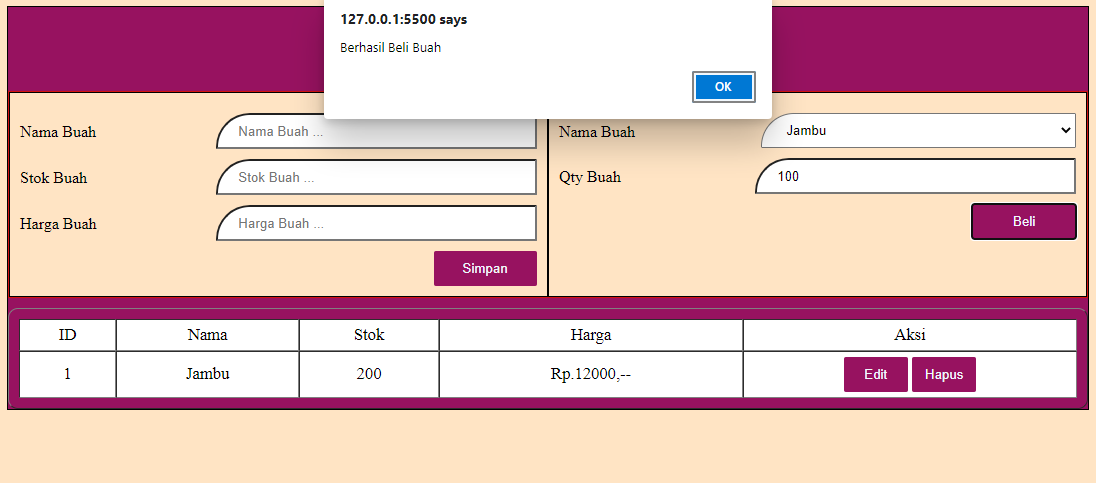 127.0.0.1:5500 says
Berhasil Beli Buah
OK
Nama Buah
Nama Buah ...
Stok Buah
Stok Buah ...
Harga Buah
Harga Buah ...
Simpan
Nama Buah
Jambu
Qty Buah
100
Beli
ID Nama Stok Harga Aksi
1 Jambu 200 Rp.12000,-- Edit Hapus